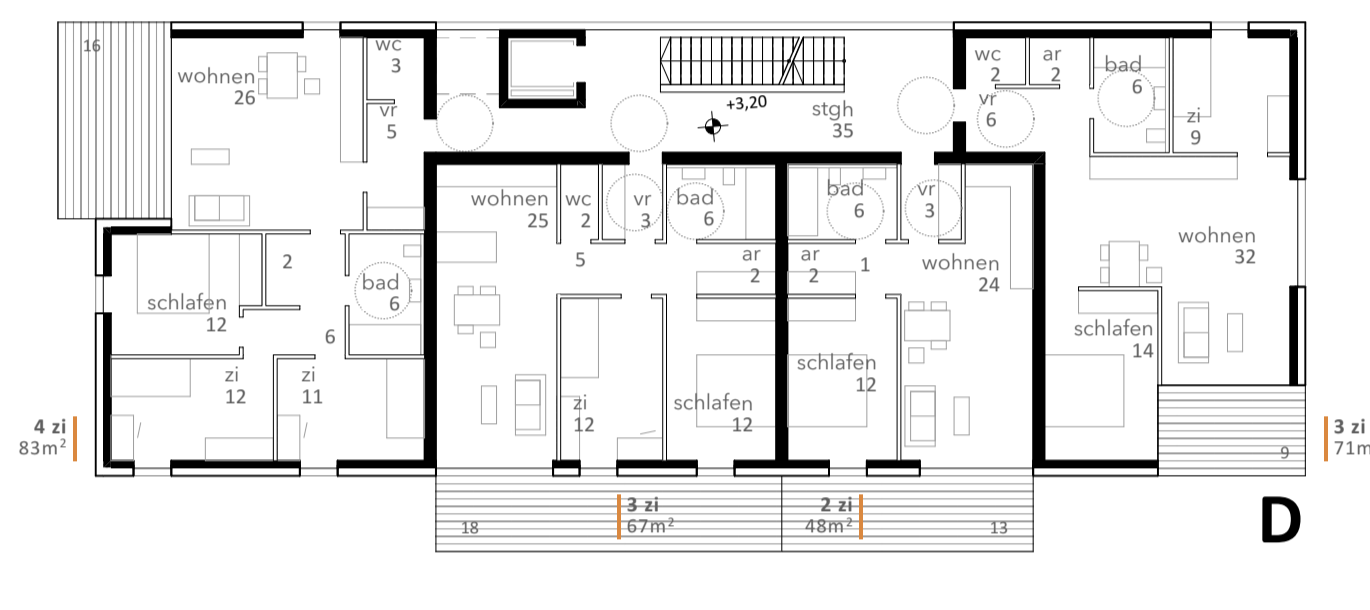 16
wohnen
26
wc
3
vr
5
+3,20
stgh
35
wc
2
ar
2
vr
6
bad
6
zi
9
wohnen
25
wc
2
vr
3
bad
6
5
ar
2
bad
6
vr
3
ar
2
1
wohnen
24
wohnen
32
schlafen
12
2
bad
6
6
zi
12
zi
11
zi
12
schlafen
12
schlafen
12
schlafen
14
4 zi
83m²
18
3 zi
67m²
2 zi
48m²
13
9
3 zi
71m
D